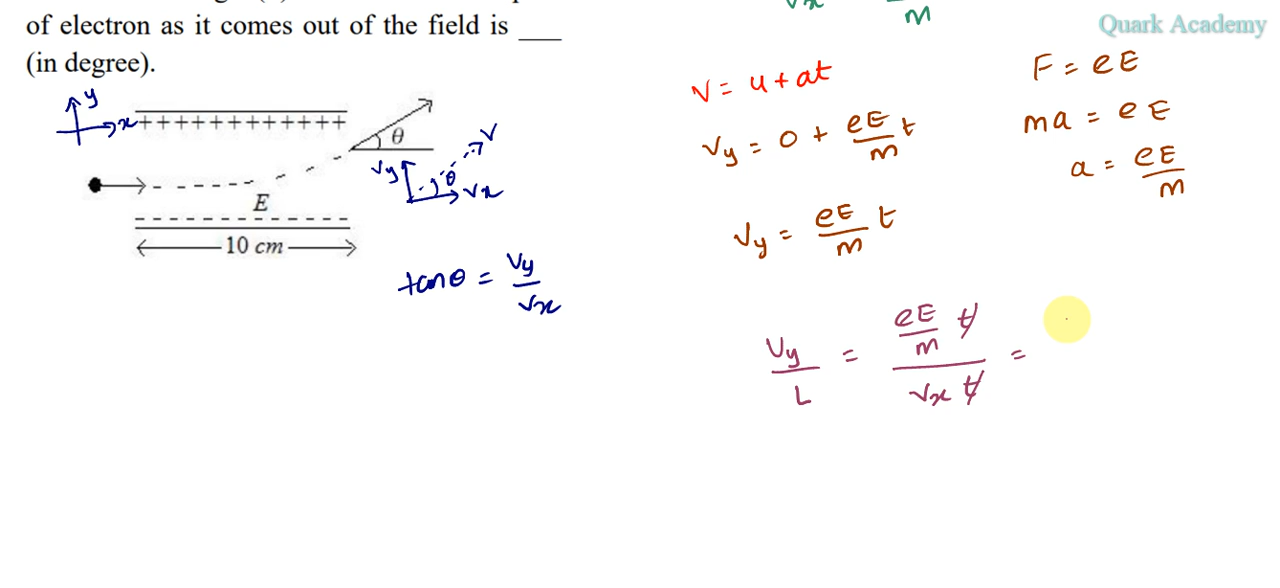 of electron as it comes out of the field is ___
(in degree).
y
x
++++++++++++
θ
E
10 cm
Vy
θ
V
Vx
tanθ = Vy/Vx
Vx
m
Quark Academy
V = u + at
Vy = 0 + eE/m t
Vy = eE/m t
F = eE
ma = eE
a = eE/m
Vy/L = eE/m t / Vx t =